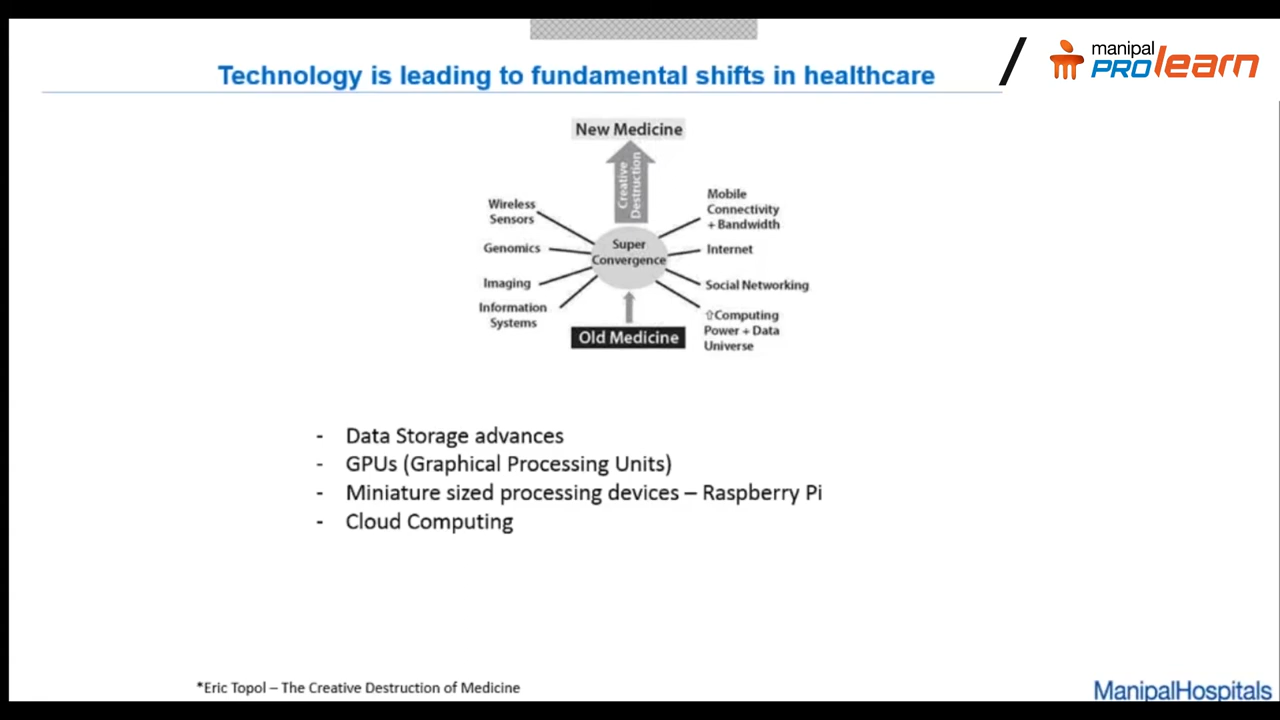 Technology is leading to fundamental shifts in healthcare
manipal
PROlearn
New Medicine
Creative
Destruction
Wireless
Sensors
Genomics
Imaging
Information
Systems
Super
Convergence
Mobile
Connectivity
+ Bandwidth
Internet
Social Networking
⇧Computing
Power + Data
Universe
Old Medicine
- Data Storage advances
- GPUs (Graphical Processing Units)
- Miniature sized processing devices – Raspberry Pi
- Cloud Computing
*Eric Topol – The Creative Destruction of Medicine
ManipalHospitals